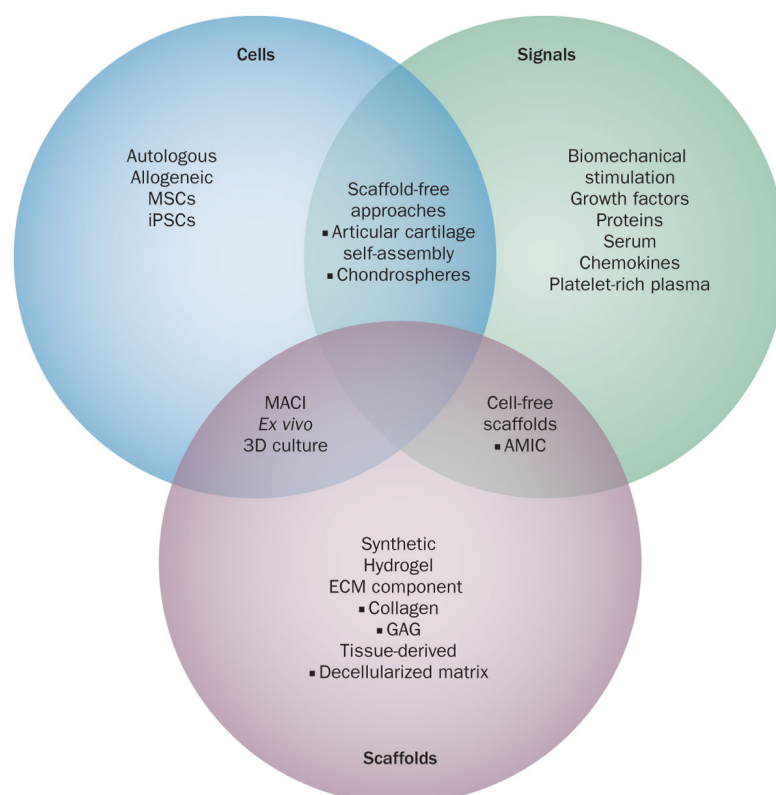 Cells
Signals
Autologous
Allogeneic
MSCs
iPSCs
Scaffold-free
approaches
▪ Articular cartilage
self-assembly
▪ Chondrospheres
Biomechanical
stimulation
Growth factors
Proteins
Serum
Chemokines
Platelet-rich plasma
MACI
Ex vivo
3D culture
Cell-free
scaffolds
▪ AMIC
Synthetic
Hydrogel
ECM component
▪ Collagen
▪ GAG
Tissue-derived
▪ Decellularized matrix
Scaffolds